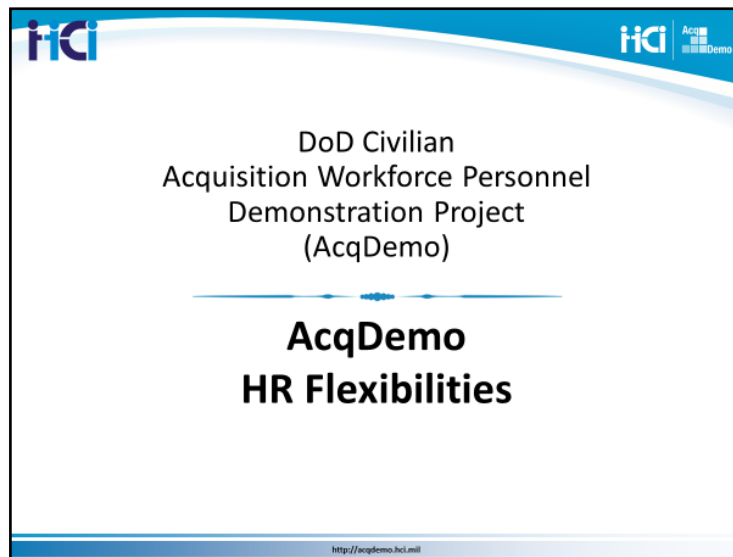 HCi
HCi Acq Demo
DoD Civilian
Acquisition Workforce Personnel
Demonstration Project
(AcqDemo)
AcqDemo
HR Flexibilities
http://acqdemo.hci.mil